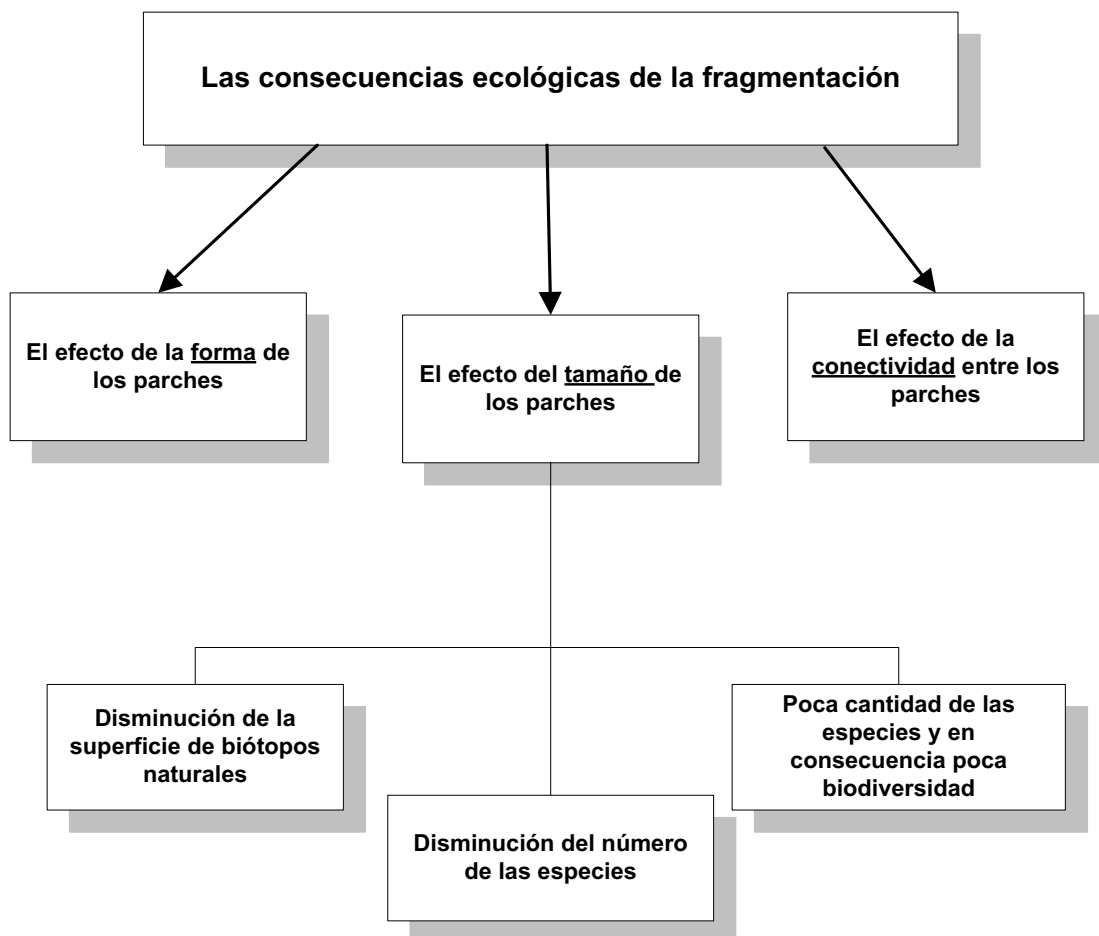 Las consecuencias ecológicas de la fragmentación
El efecto de la forma de
los parches
El efecto del tamaño de
los parches
El efecto de la
conectividad entre los
parches
Disminución de la
superficie de biótopos
naturales
Disminución del número
de las especies
Poca cantidad de las
especies y en
consecuencia poca
biodiversidad